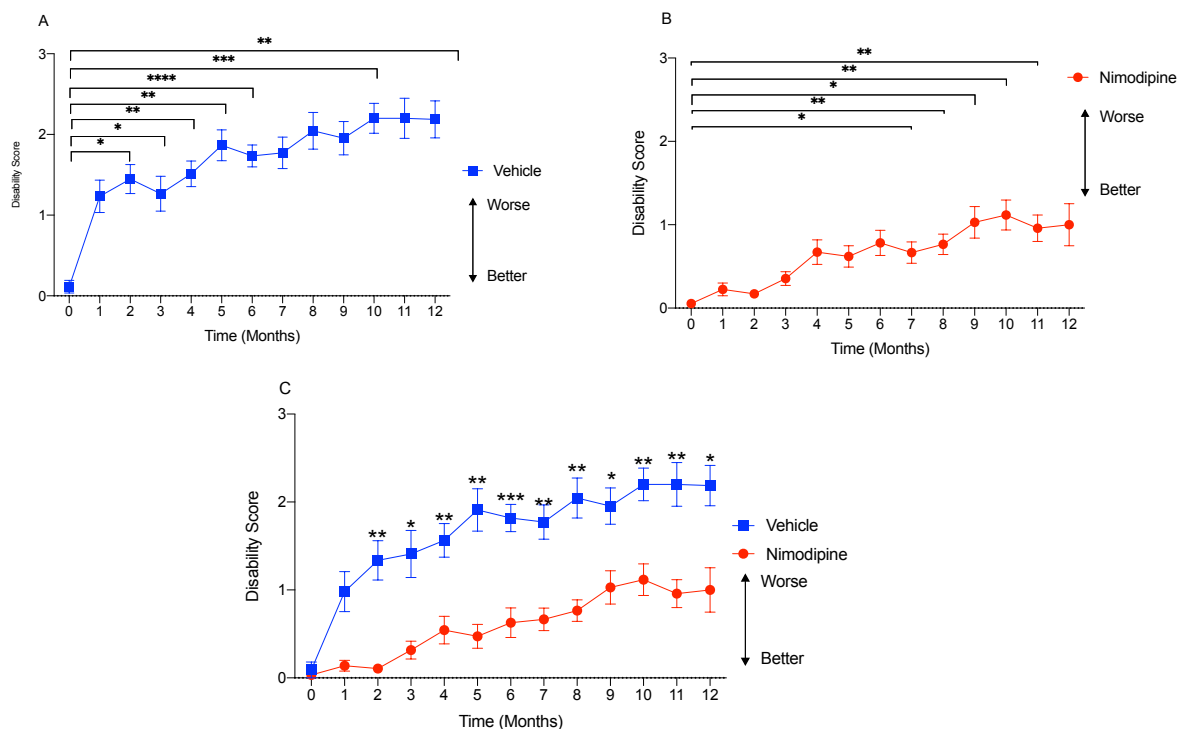 A
**
***
****
**
**
*
*
3
2
1
0
Disability Score
0 1 2 3 4 5 6 7 8 9 10 11 12
Time (Months)
Vehicle
Worse
Better
B
**
**
*
**
*
3
2
1
0
Disability Score
0 1 2 3 4 5 6 7 8 9 10 11 12
Time (Months)
Nimodipine
Worse
Better
C
3
2
1
0
Disability Score
** * ** ** *** ** ** * ** ** *
0 1 2 3 4 5 6 7 8 9 10 11 12
Time (Months)
Vehicle
Nimodipine
Worse
Better